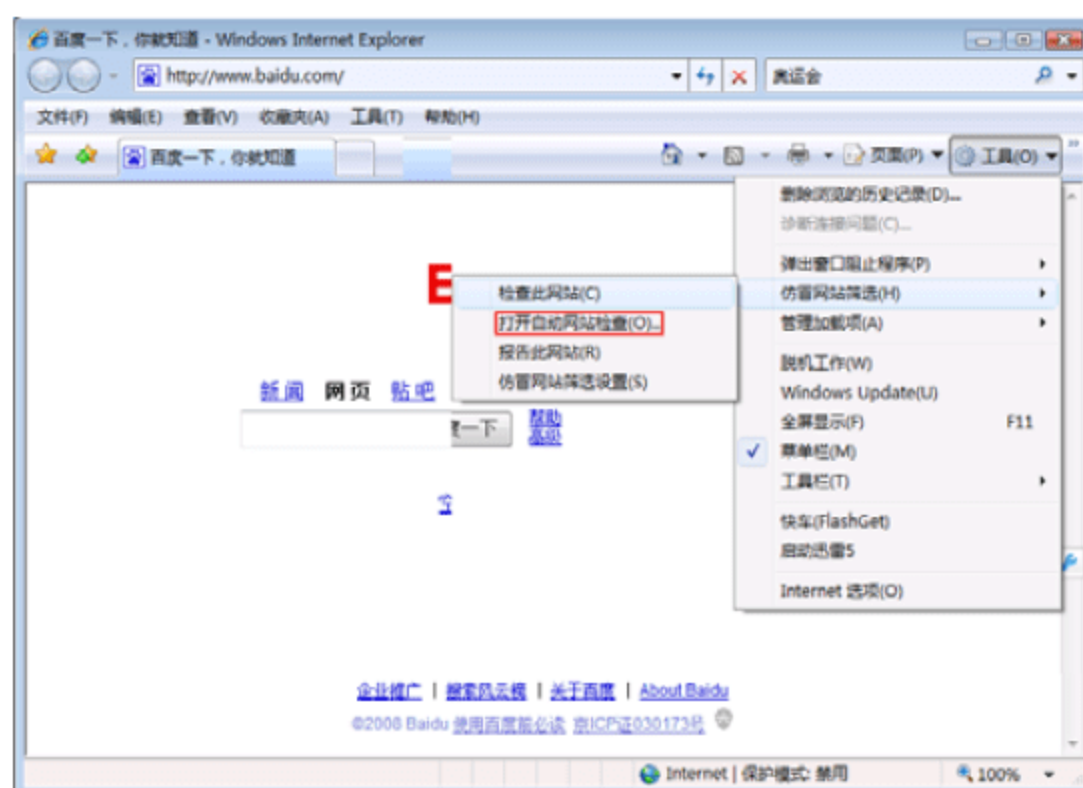 百度一下，你就知道 - Windows Internet Explorer
http://www.baidu.com/
奥运会
文件(F) 编辑(E) 查看(V) 收藏夹(A) 工具(T) 帮助(H)
百度一下，你就知道
页面(P) 工具(O)
删除浏览的历史记录(D)...
诊断连接问题(C)...
弹出窗口阻止程序(P)
仿冒网站筛选(H)
管理加载项(A)
脱机工作(W)
Windows Update(U)
全屏显示(F) F11
菜单栏(M)
工具栏(T)
快车(FlashGet)
启动迅雷5
Internet 选项(O)
检查此网站(C)
打开自动网站检查(O)...
报告此网站(R)
仿冒网站筛选设置(S)
新闻 网页 贴吧
一下
帮助
高级
企业推广 | 搜索风云榜 | 关于百度 | About Baidu
©2008 Baidu 使用百度前必读 京ICP证030173号
Internet | 保护模式: 禁用
100%